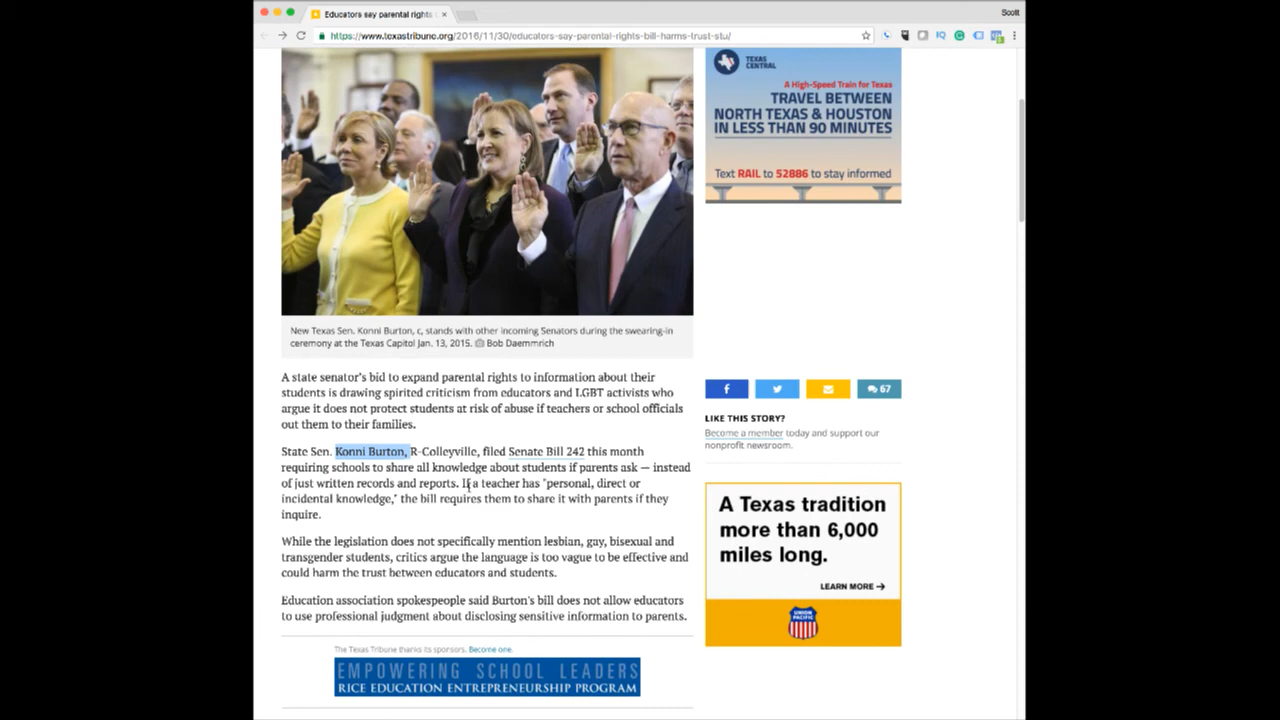 Educators say parental rights
Scott
https://www.texastribune.org/2016/11/30/educators-say-parental-rights-bill-harms-trust-stu/
TEXAS
CENTRAL
A High-Speed Train for Texas
TRAVEL BETWEEN
NORTH TEXAS & HOUSTON
IN LESS THAN 90 MINUTES
Text RAIL to 52886 to stay informed
New Texas Sen. Konni Burton, c, stands with other incoming Senators during the swearing-in
ceremony at the Texas Capitol Jan. 13, 2015. Bob Daemmrich
A state senator's bid to expand parental rights to information about their
students is drawing spirited criticism from educators and LGBT activists who
argue it does not protect students at risk of abuse if teachers or school officials
out them to their families.
State Sen. Konni Burton, R-Colleyville, filed Senate Bill 242 this month
requiring schools to share all knowledge about students if parents ask — instead
of just written records and reports. If a teacher has "personal, direct or
incidental knowledge," the bill requires them to share it with parents if they
inquire.
While the legislation does not specifically mention lesbian, gay, bisexual and
transgender students, critics argue the language is too vague to be effective and
could harm the trust between educators and students.
Education association spokespeople said Burton's bill does not allow educators
to use professional judgment about disclosing sensitive information to parents.
The Texas Tribune thanks its sponsors. Become one.
EMPOWERING SCHOOL LEADERS
RICE EDUCATION ENTREPRENEURSHIP PROGRAM
67
LIKE THIS STORY?
Become a member today and support our
nonprofit newsroom.
A Texas tradition
more than 6,000
miles long.
LEARN MORE →
UNION
PACIFIC